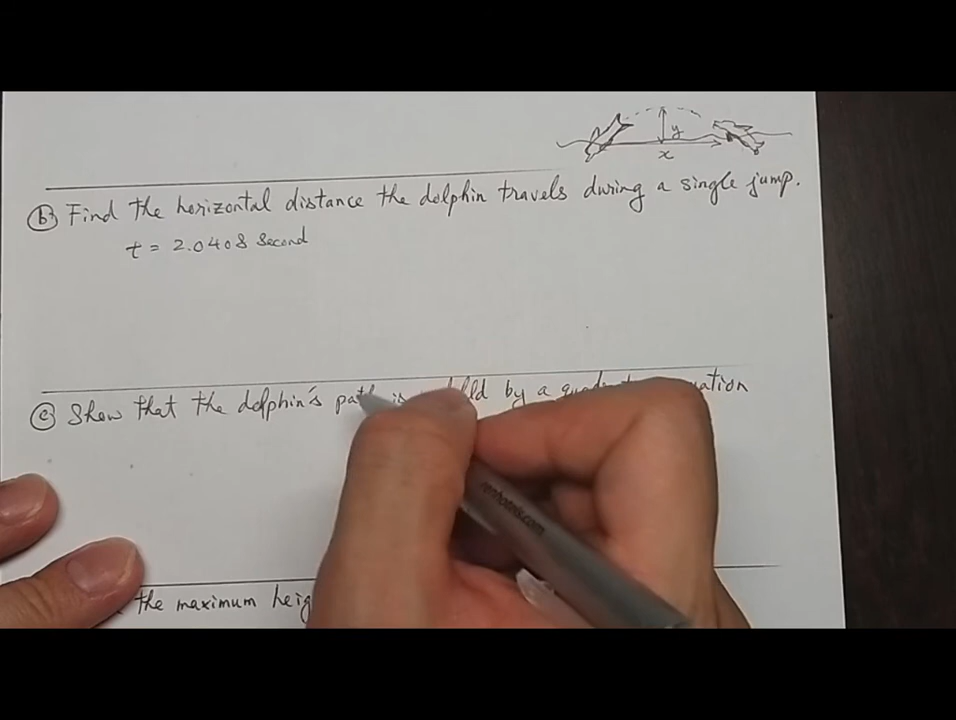 y
x
(b) Find the horizontal distance the dolphin travels during a single jump.
t = 2.0408 second
(c) Show that the dolphin's path is by a
the maximum